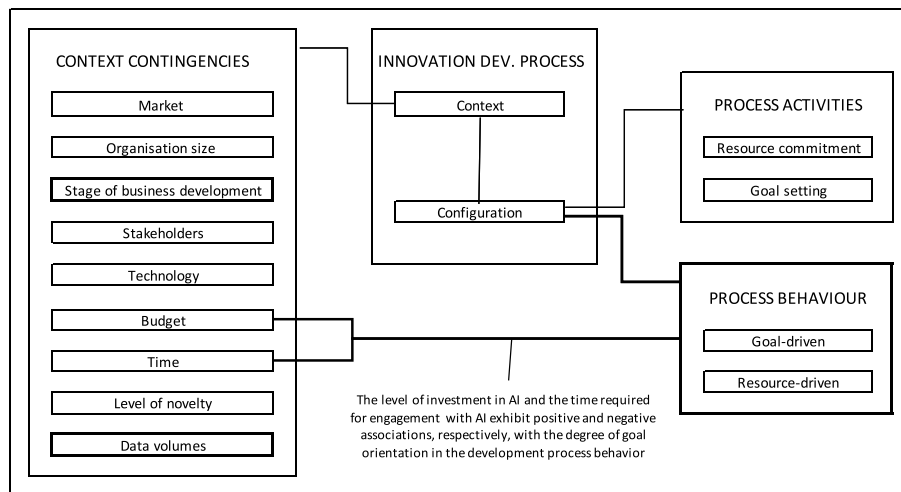 CONTEXT CONTINGENCIES
Market
Organisation size
Stage of business development
Stakeholders
Technology
Budget
Time
Level of novelty
Data volumes
INNOVATION DEV. PROCESS
Context
Configuration
PROCESS ACTIVITIES
Resource commitment
Goal setting
PROCESS BEHAVIOUR
Goal-driven
Resource-driven
The level of investment in AI and the time required
for engagement with AI exhibit positive and negative
associations, respectively, with the degree of goal
orientation in the development process behavior